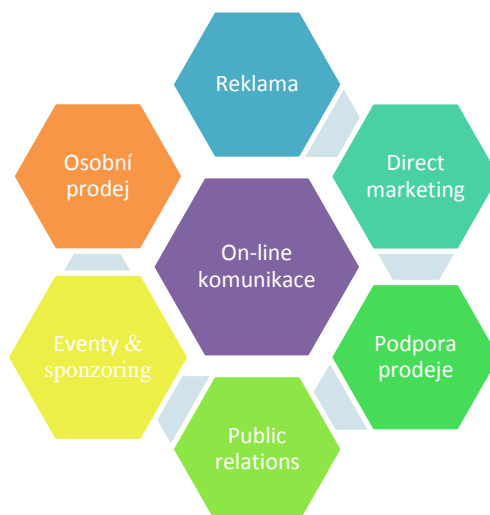 Reklama
Direct
marketing
Podpora
prodeje
Public
relations
Eventy &
sponzoring
Osobní
prodej
On-line
komunikace